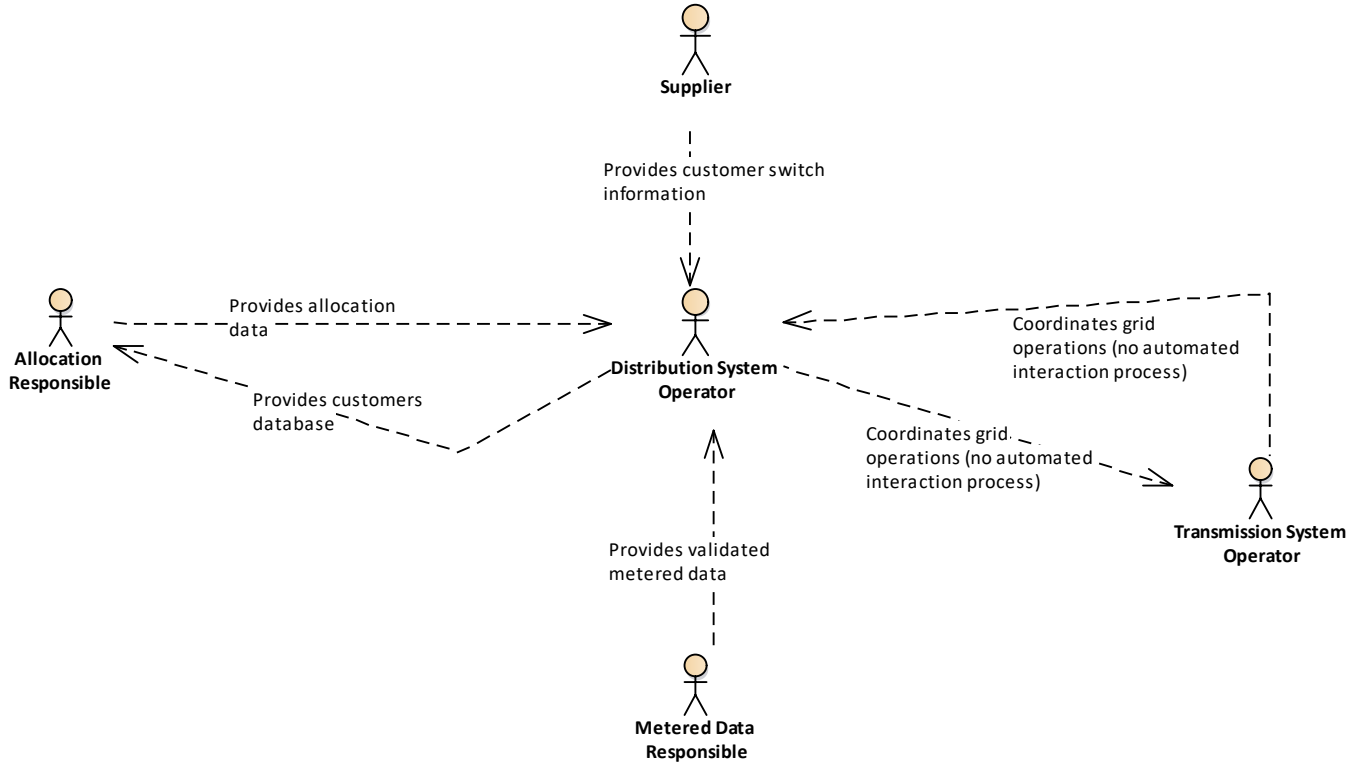 Supplier
Provides customer switch
information
Provides allocation
data
Allocation
Responsible
Provides customers
database
Distribution System
Operator
Coordinates grid
operations (no automated
interaction process)
Coordinates grid
operations (no automated
interaction process)
Transmission System
Operator
Provides validated
metered data
Metered Data
Responsible